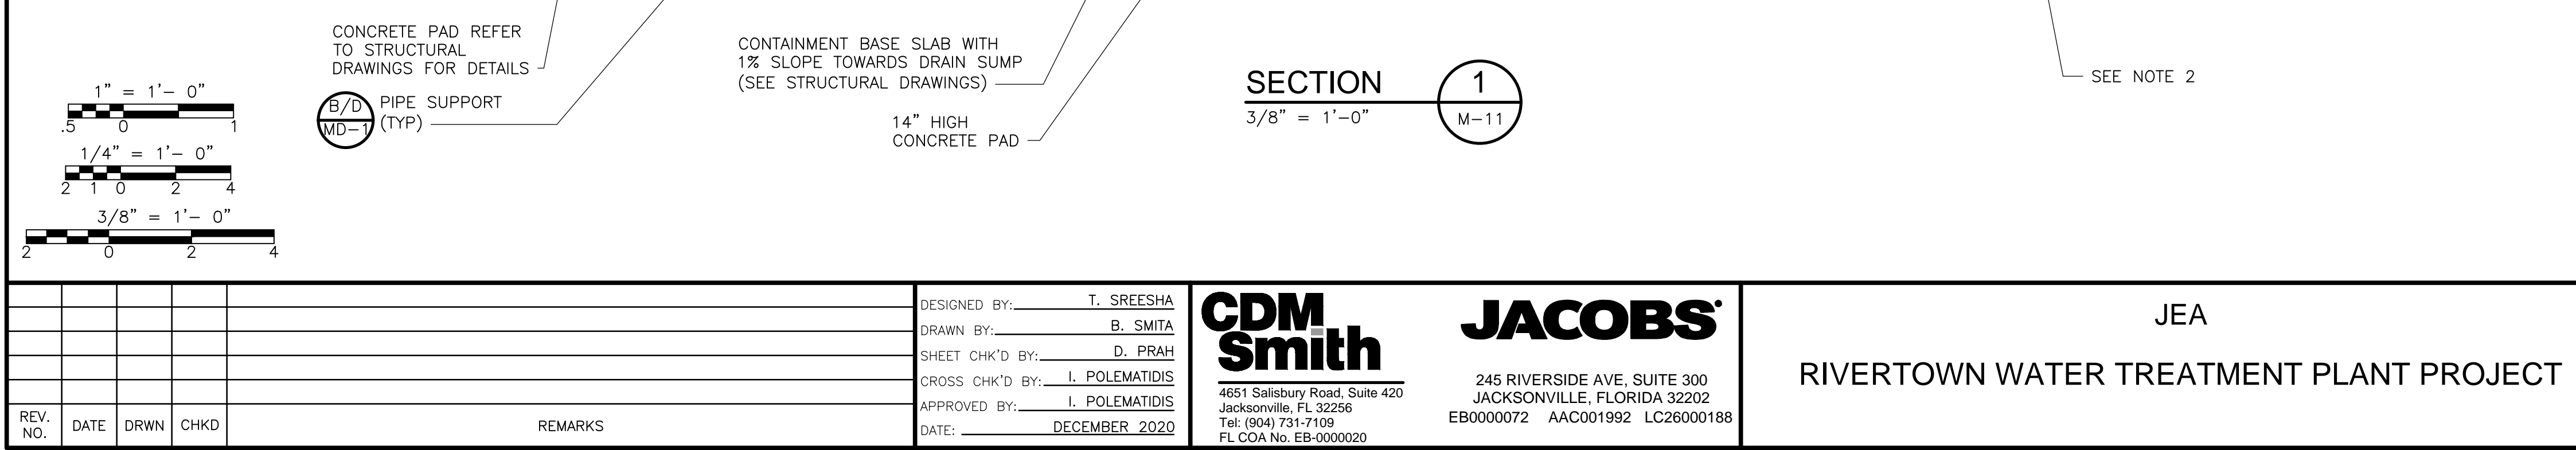 CONCRETE PAD REFER
TO STRUCTURAL
DRAWINGS FOR DETAILS
B/D
MD-1
PIPE SUPPORT
(TYP)
CONTAINMENT BASE SLAB WITH
1% SLOPE TOWARDS DRAIN SUMP
(SEE STRUCTURAL DRAWINGS)
14" HIGH
CONCRETE PAD
SECTION
3/8" = 1'-0"
1
M-11
SEE NOTE 2
1" = 1'- 0"
.5 0 1
1/4" = 1'- 0"
2 1 0 2 4
3/8" = 1'- 0"
2 0 2 4
REV. NO.
DATE
DRWN
CHKD
REMARKS
DESIGNED BY: T. SREESHA
DRAWN BY: B. SMITA
SHEET CHK'D BY: D. PRAH
CROSS CHK'D BY: I. POLEMATIDIS
APPROVED BY: I. POLEMATIDIS
DATE: DECEMBER 2020
CDM
Smith
4651 Salisbury Road, Suite 420
Jacksonville, FL 32256
Tel: (904) 731-7109
FL COA No. EB-0000020
JACOBS
245 RIVERSIDE AVE, SUITE 300
JACKSONVILLE, FLORIDA 32202
EB0000072 AAC001992 LC26000188
JEA
RIVERTOWN WATER TREATMENT PLANT PROJECT